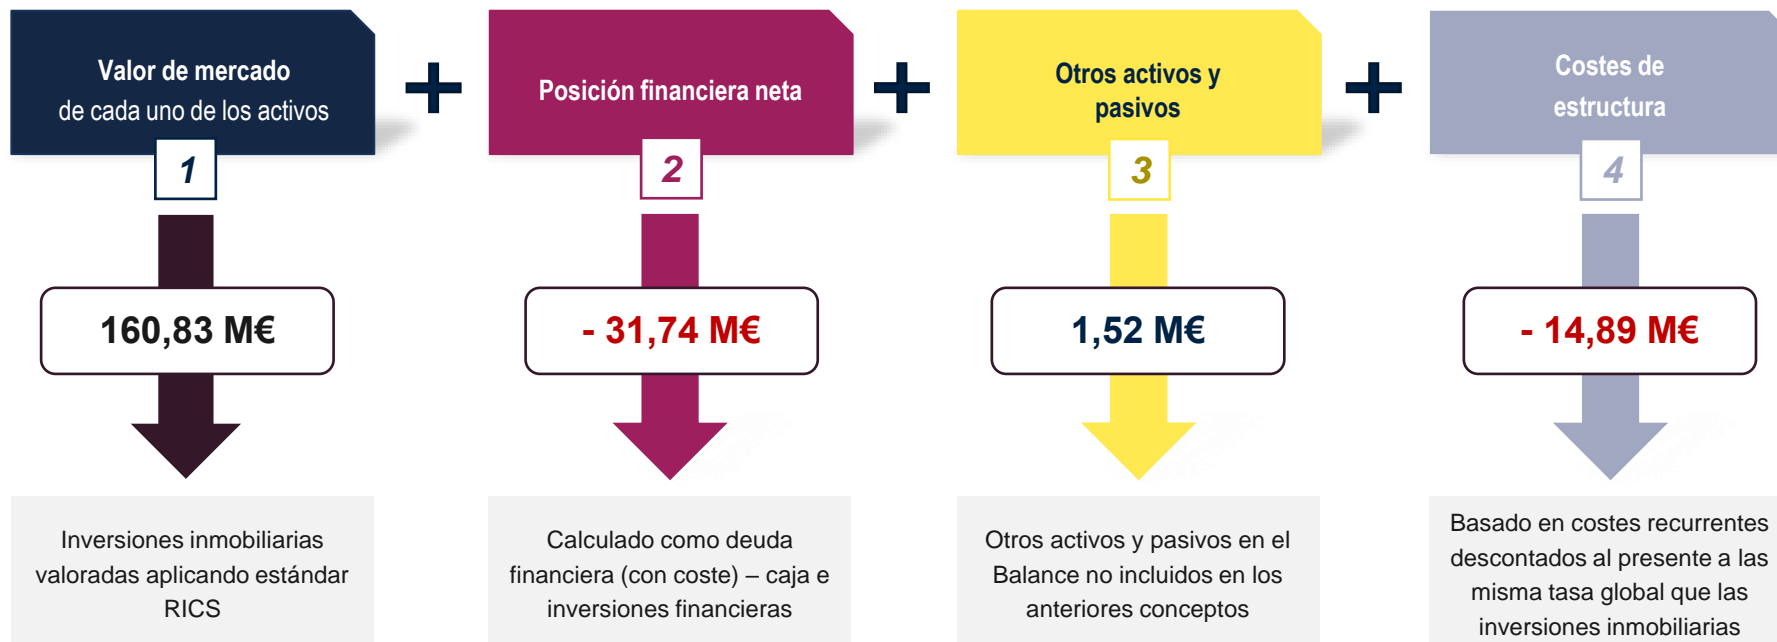 Valor de mercado
de cada uno de los activos
1
160,83 M€
Inversiones inmobiliarias
valoradas aplicando estándar
RICS
+
Posición financiera neta
2
- 31,74 M€
Calculado como deuda
financiera (con coste) – caja e
inversiones financieras
+
Otros activos y
pasivos
3
1,52 M€
Otros activos y pasivos en el
Balance no incluidos en los
anteriores conceptos
+
Costes de
estructura
4
- 14,89 M€
Basado en costes recurrentes
descontados al presente a las
misma tasa global que las
inversiones inmobiliarias